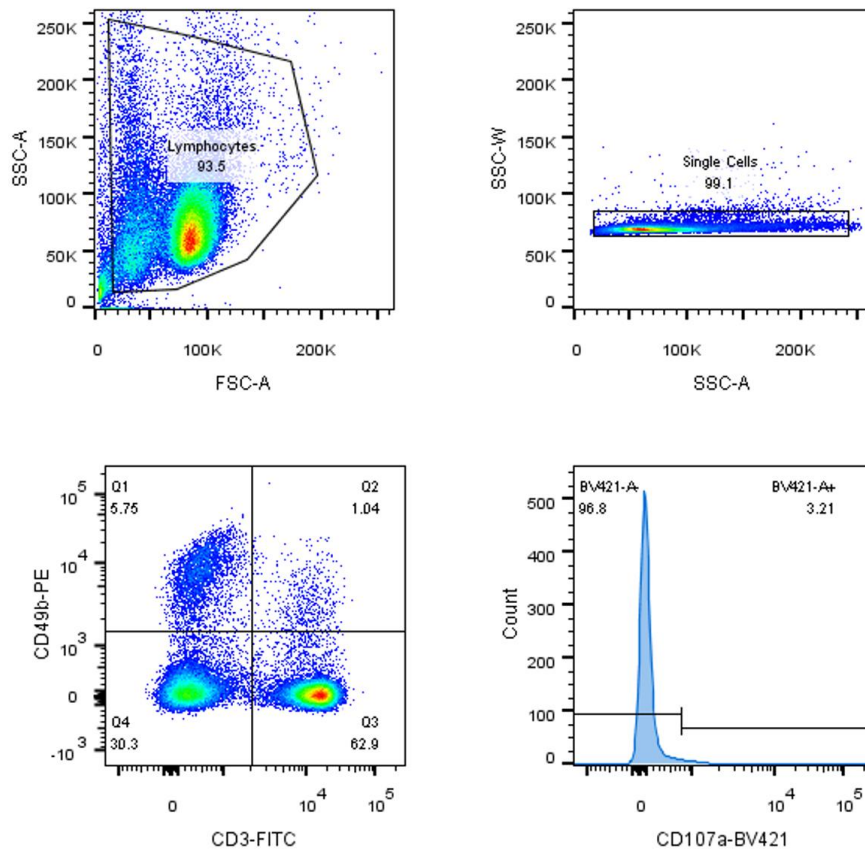 250K
200K
150K
100K
50K
0
SSC-A
Lymphocytes
93.5
0
100K
200K
FSC-A
250K
200K
150K
100K
50K
0
SSC-W
Single Cells
99.1
0
100K
200K
SSC-A
10^5
10^4
10^3
0
-10^3
CD49b-PE
Q1
5.75
Q2
1.04
Q4
30.3
Q3
62.9
0
10^4
10^5
CD3-FITC
500
400
300
200
100
0
Count
BV421-A-
96.8
BV421-A+
3.21
0
10^4
10^5
CD107a-BV421